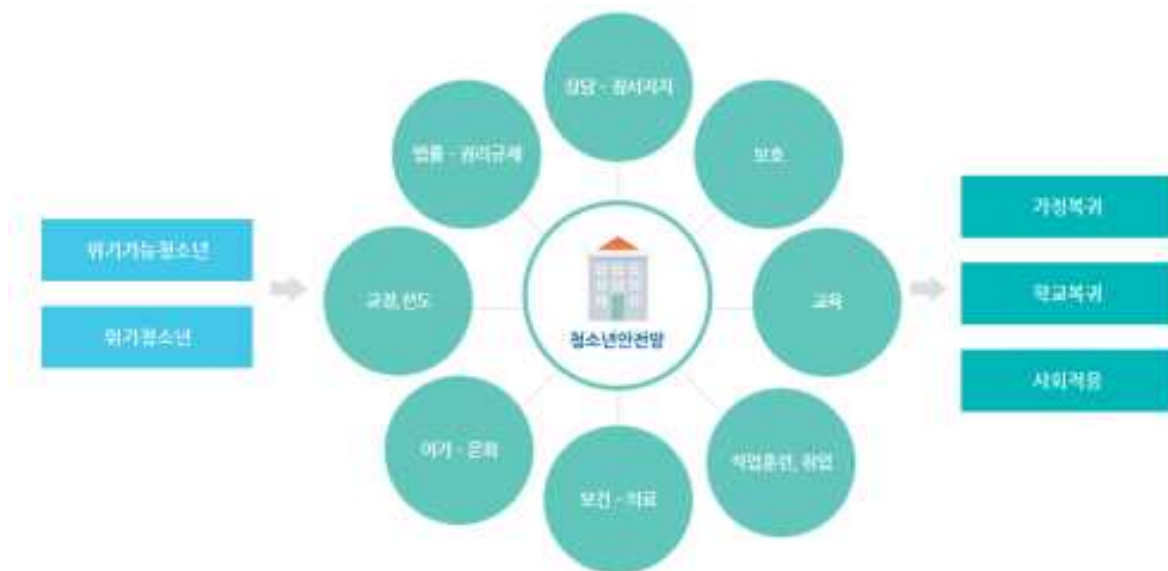 상담 - 정서지지
법률 - 권리구제
보호
위기가능청소년
위기청소년
교정, 선도
청소년안전망
교육
가정복귀
학교복귀
사회적응
여가 - 문화
직업훈련, 취업
보건 - 의료